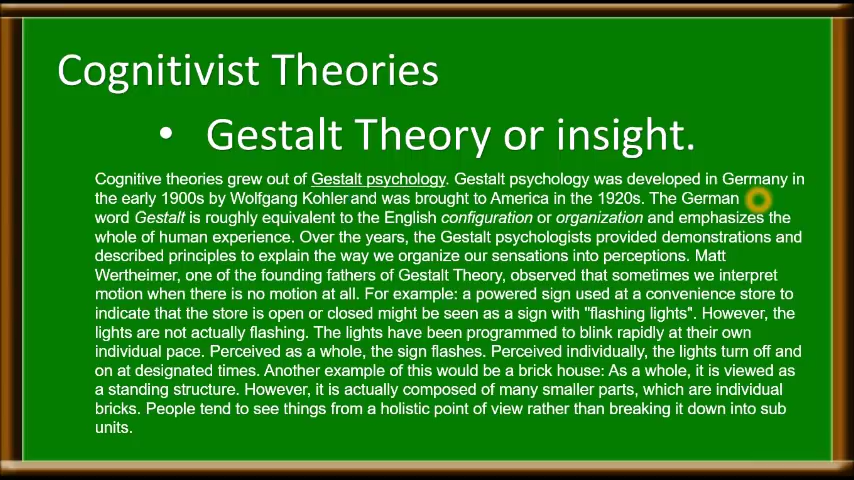 Cognitivist Theories
• Gestalt Theory or insight.
Cognitive theories grew out of Gestalt psychology. Gestalt psychology was developed in Germany in
the early 1900s by Wolfgang Kohler and was brought to America in the 1920s. The German
word Gestalt is roughly equivalent to the English configuration or organization and emphasizes the
whole of human experience. Over the years, the Gestalt psychologists provided demonstrations and
described principles to explain the way we organize our sensations into perceptions. Matt
Wertheimer, one of the founding fathers of Gestalt Theory, observed that sometimes we interpret
motion when there is no motion at all. For example: a powered sign used at a convenience store to
indicate that the store is open or closed might be seen as a sign with "flashing lights". However, the
lights are not actually flashing. The lights have been programmed to blink rapidly at their own
individual pace. Perceived as a whole, the sign flashes. Perceived individually, the lights turn off and
on at designated times. Another example of this would be a brick house: As a whole, it is viewed as
a standing structure. However, it is actually composed of many smaller parts, which are individual
bricks. People tend to see things from a holistic point of view rather than breaking it down into sub
units.